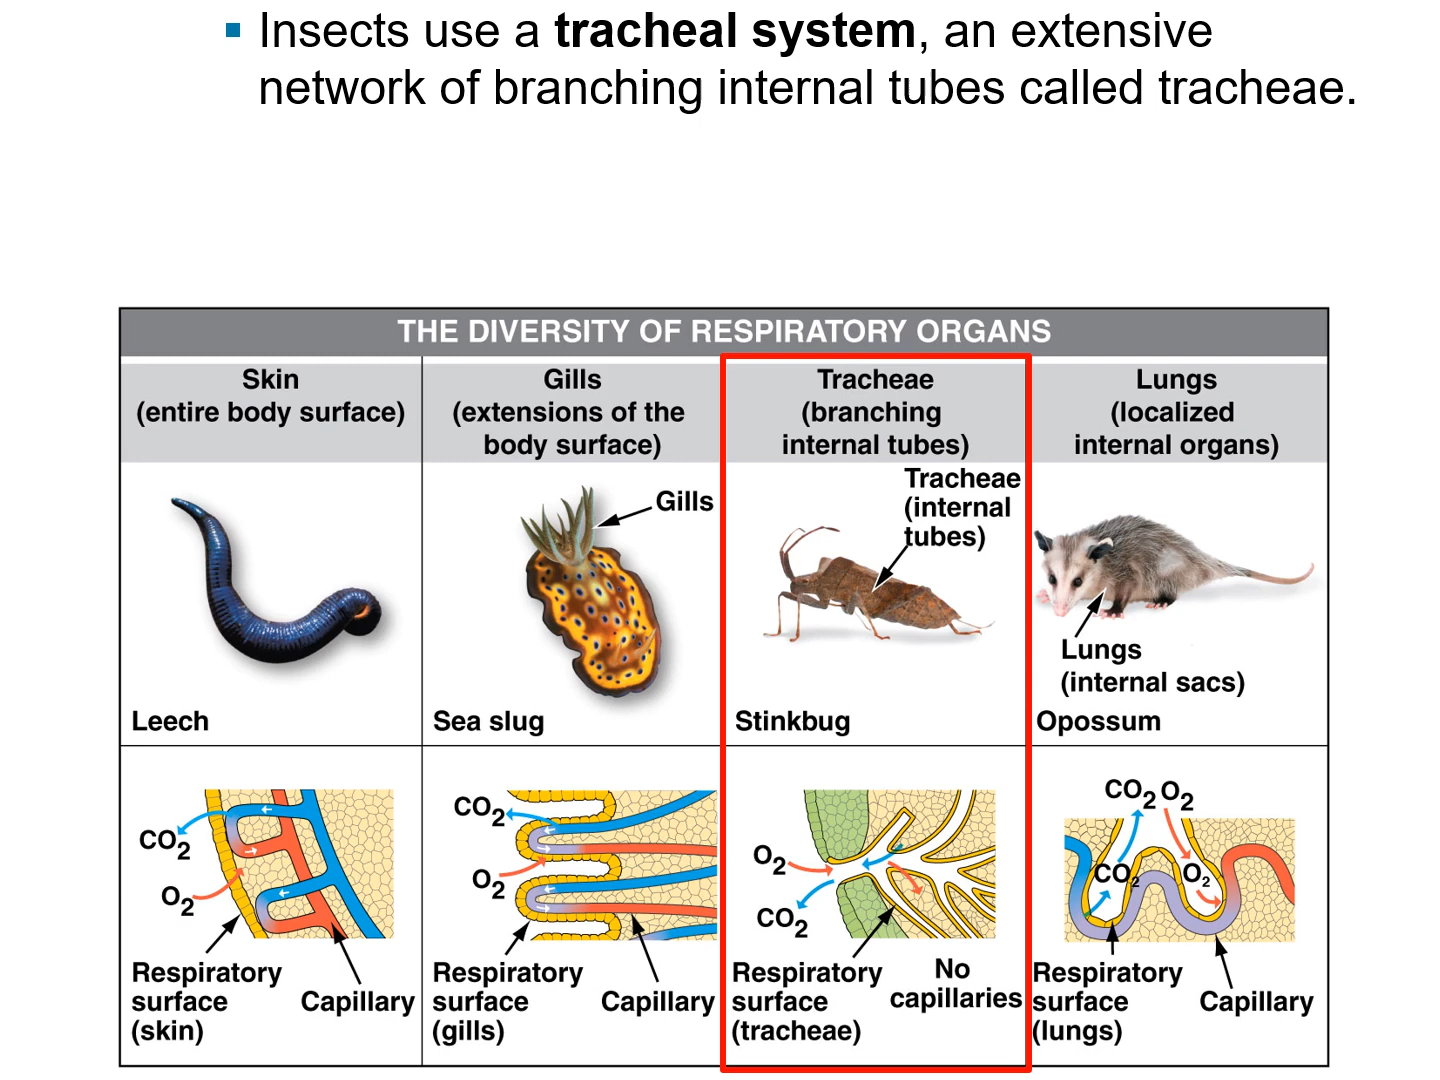 Insects use a tracheal system, an extensive
network of branching internal tubes called tracheae.
THE DIVERSITY OF RESPIRATORY ORGANS
Skin
(entire body surface)
Gills
(extensions of the
body surface)
Tracheae
(branching
internal tubes)
Lungs
(localized
internal organs)
Leech
Gills
Sea slug
Tracheae
(internal
tubes)
Stinkbug
Lungs
(internal sacs)
Opossum
CO2
O2
Respiratory
surface
(skin)
Capillary
CO2
O2
Respiratory
surface
(gills)
Capillary
O2
CO2
Respiratory
surface
(tracheae)
No
capillaries
CO2 O2
CO2 O2
Respiratory
surface
(lungs)
Capillary